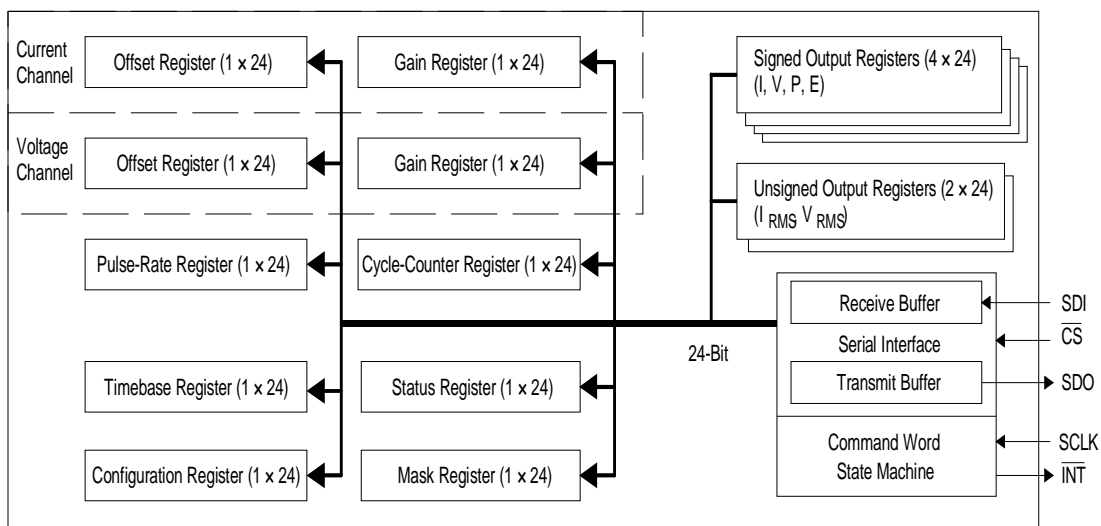 Current
Channel
Offset Register (1 × 24)
Gain Register (1 × 24)
Signed Output Registers (4 × 24)
(I, V, P, E)
Voltage
Channel
Offset Register (1 × 24)
Gain Register (1 × 24)
Unsigned Output Registers (2 × 24)
(I RMS, V RMS)
Pulse-Rate Register (1 × 24)
Cycle-Counter Register (1 × 24)
Receive Buffer
SDI
Serial Interface
CS
24-Bit
Timebase Register (1 × 24)
Status Register (1 × 24)
Transmit Buffer
SDO
Configuration Register (1 × 24)
Mask Register (1 × 24)
Command Word
State Machine
SCLK
INT